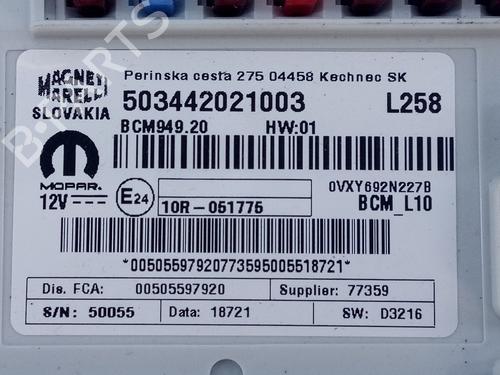 Perinska cesta 275 04458 Kechnec SK
MAGNETI
MARELLI
SLOVAKIA
503442021003
L258
BCM949.20
HW:01
MOPAR.
12V
E24
10R-051775
0VXY692N227B
BCM_L10
*00505597920773595005518721*
Dis. FCA: 00505597920
Supplier: 77359
S/N: 50055
Data: 18721
SW: D3216
B-PARTS